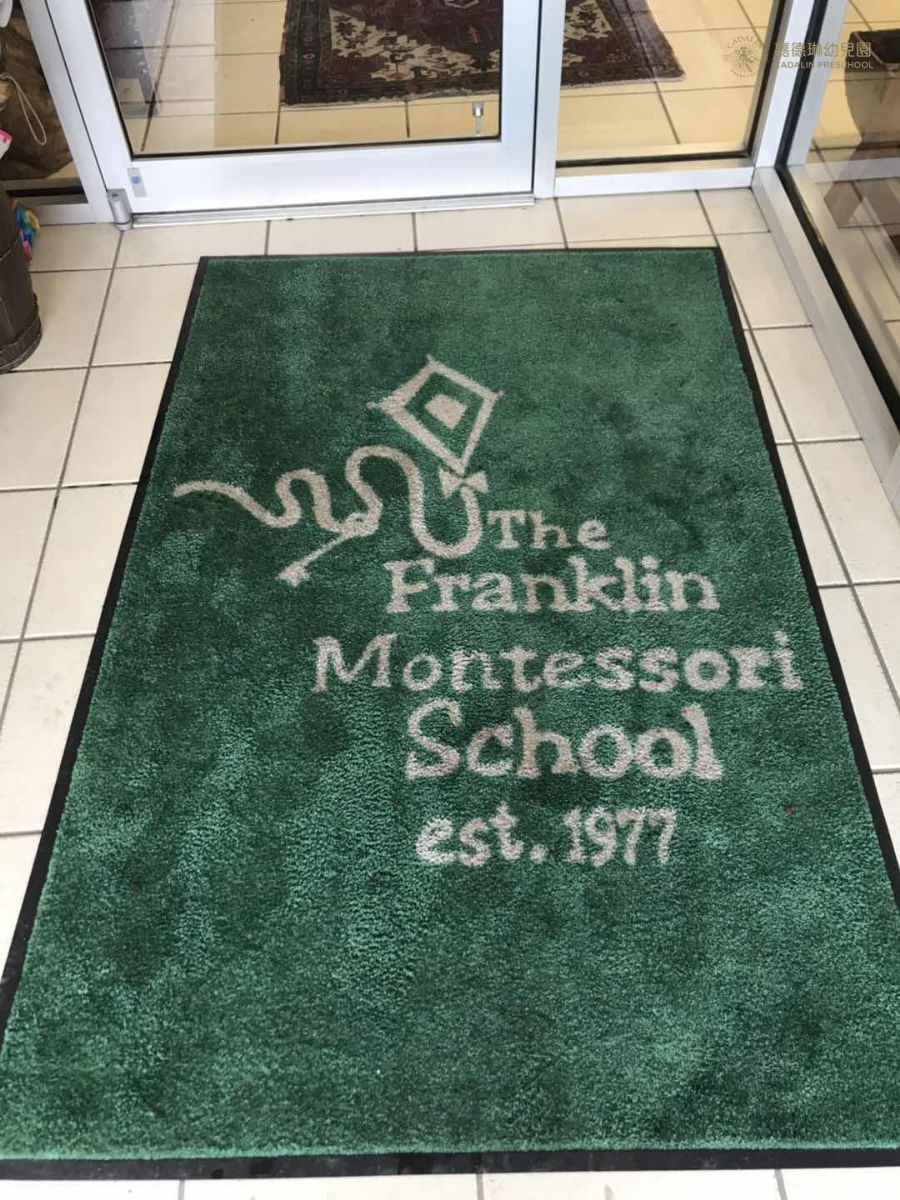 嘉德琳幼兒園
CADALIN PRESCHOOL
The
Franklin
Montessori
School
est. 1977